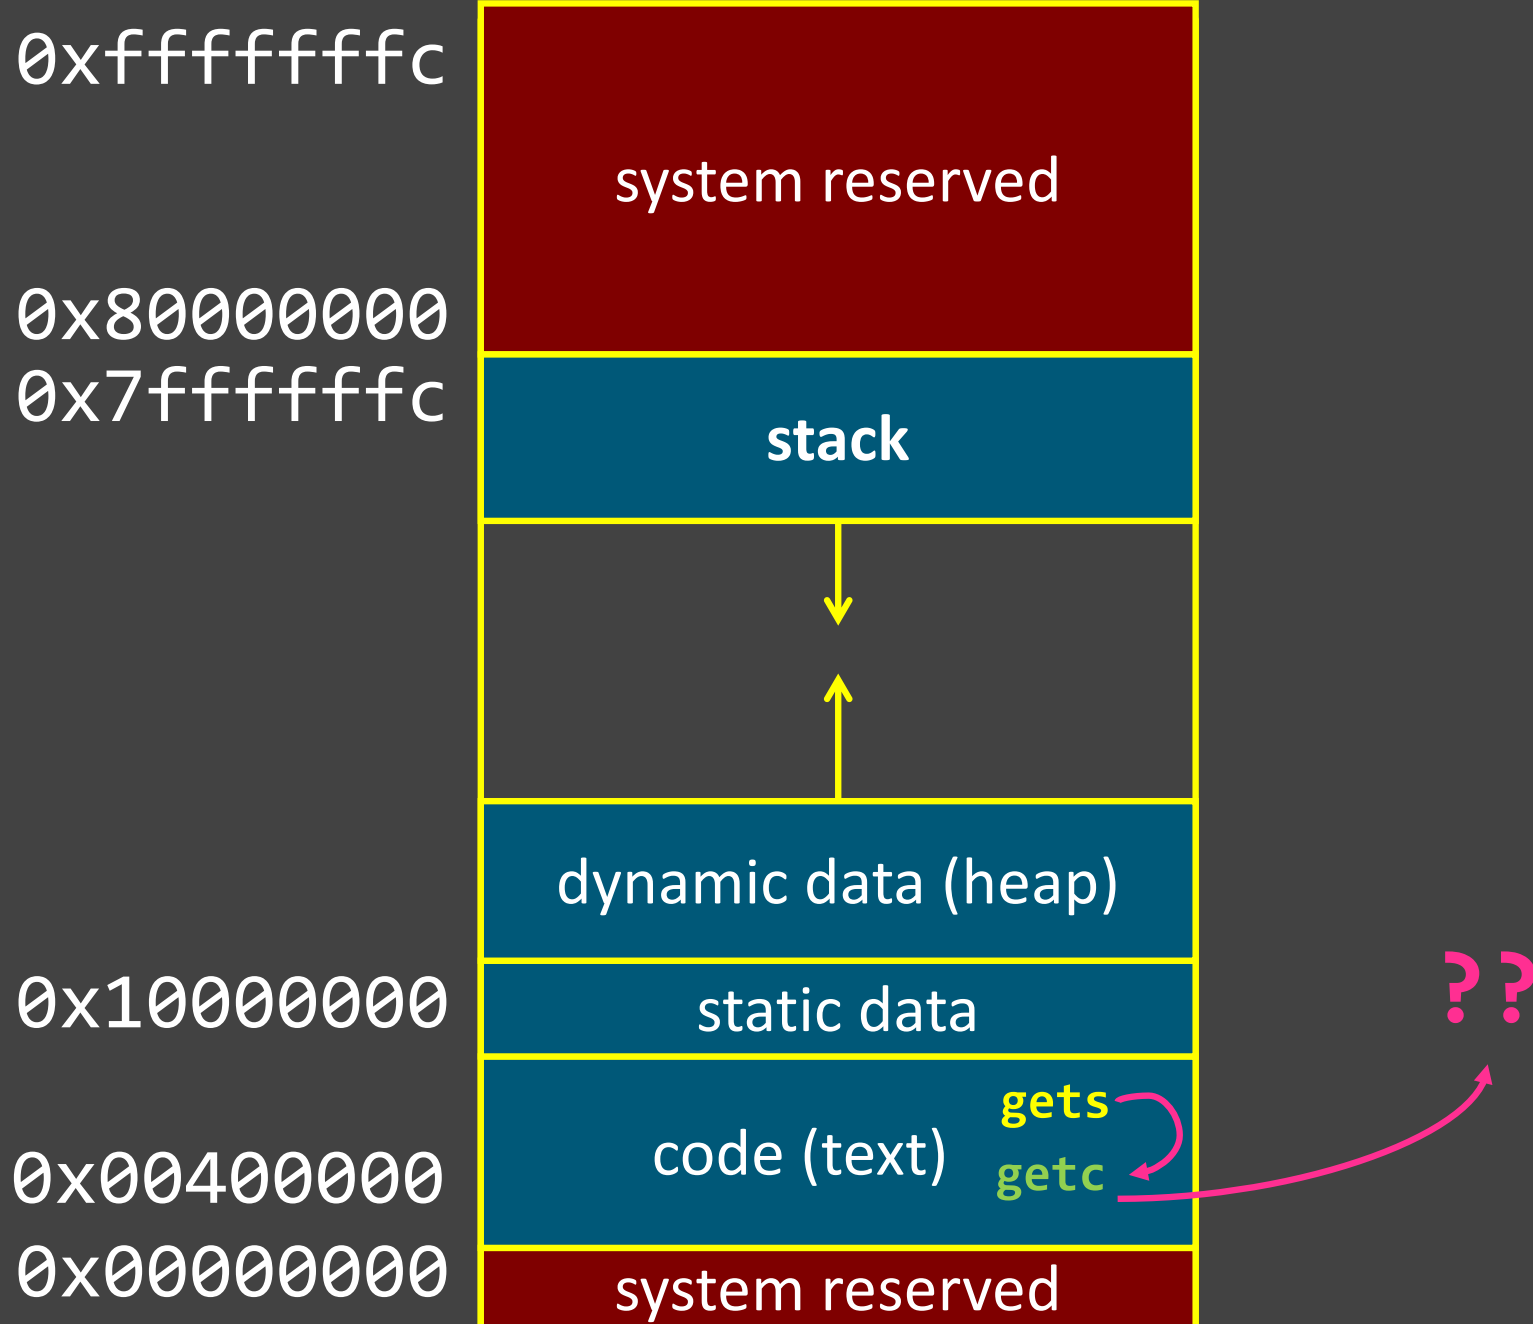 0xfffffffc
system reserved
0x80000000
0x7ffffffc
stack
dynamic data (heap)
0x10000000
static data
??
gets
code (text)
getc
0x00400000
0x00000000
system reserved